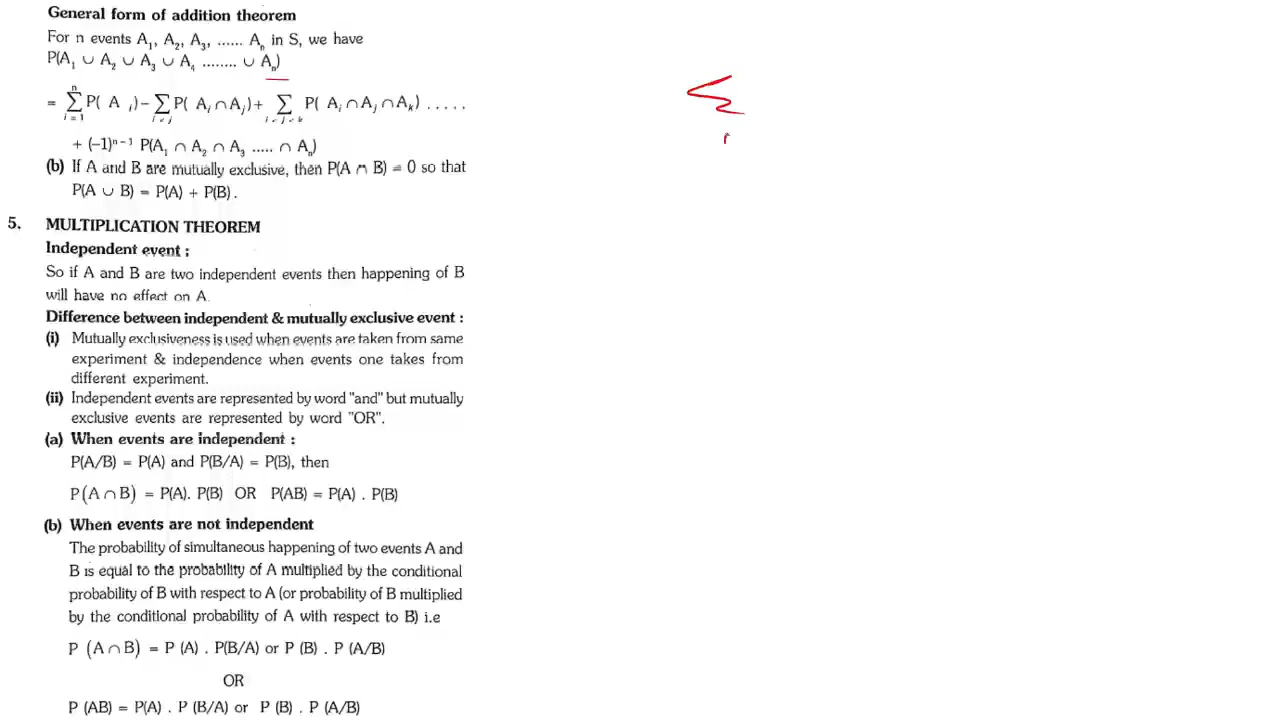 General form of addition theorem
For n events A₁, A₂, A₃, ...... Aₙ in S, we have
P(A₁ ∪ A₂ ∪ A₃ ∪ A₄ ........ ∪ Aₙ)
= ∑ᵢ₌₁ⁿ P( A ᵢ) − ∑ᵢ<ⱼ P( Aᵢ ∩ Aⱼ) + ∑ᵢ<ⱼ<ₖ P( Aᵢ ∩ Aⱼ ∩ Aₖ) .....
+ (−1)ⁿ⁻¹ P(A₁ ∩ A₂ ∩ A₃ ..... ∩ Aₙ)
(b) If A and B are mutually exclusive, then P(A ∩ B) = 0 so that
P(A ∪ B) = P(A) + P(B).
5. MULTIPLICATION THEOREM
Independent event :
So if A and B are two independent events then happening of B
will have no effect on A.
Difference between independent & mutually exclusive event :
(i) Mutually exclusiveness is used when events are taken from same
experiment & independence when events one takes from
different experiment.
(ii) Independent events are represented by word "and" but mutually
exclusive events are represented by word "OR".
(a) When events are independent :
P(A/B) = P(A) and P(B/A) = P(B), then
P(A ∩ B) = P(A). P(B) OR P(AB) = P(A) . P(B)
(b) When events are not independent
The probability of simultaneous happening of two events A and
B is equal to the probability of A multiplied by the conditional
probability of B with respect to A (or probability of B multiplied
by the conditional probability of A with respect to B) i.e
P (A ∩ B) = P (A) . P(B/A) or P (B) . P (A/B)
OR
P (AB) = P(A) . P (B/A) or P (B) . P (A/B)